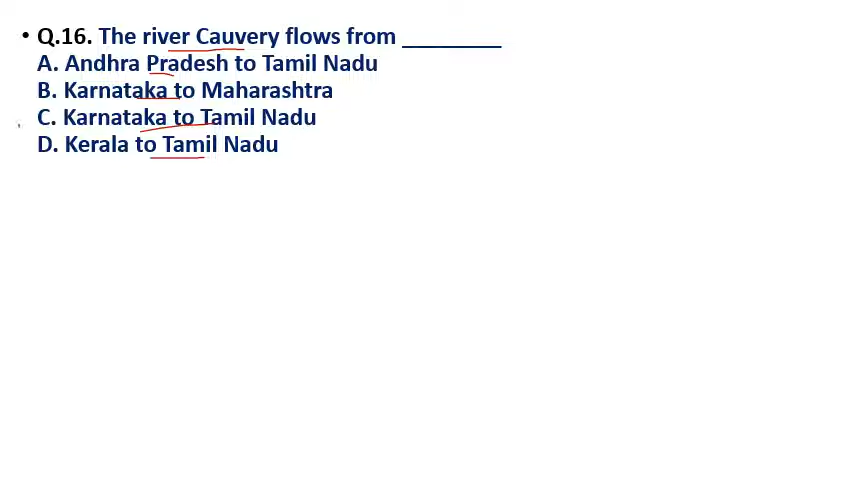 • Q.16. The river Cauvery flows from _________
A. Andhra Pradesh to Tamil Nadu
B. Karnataka to Maharashtra
C. Karnataka to Tamil Nadu
D. Kerala to Tamil Nadu